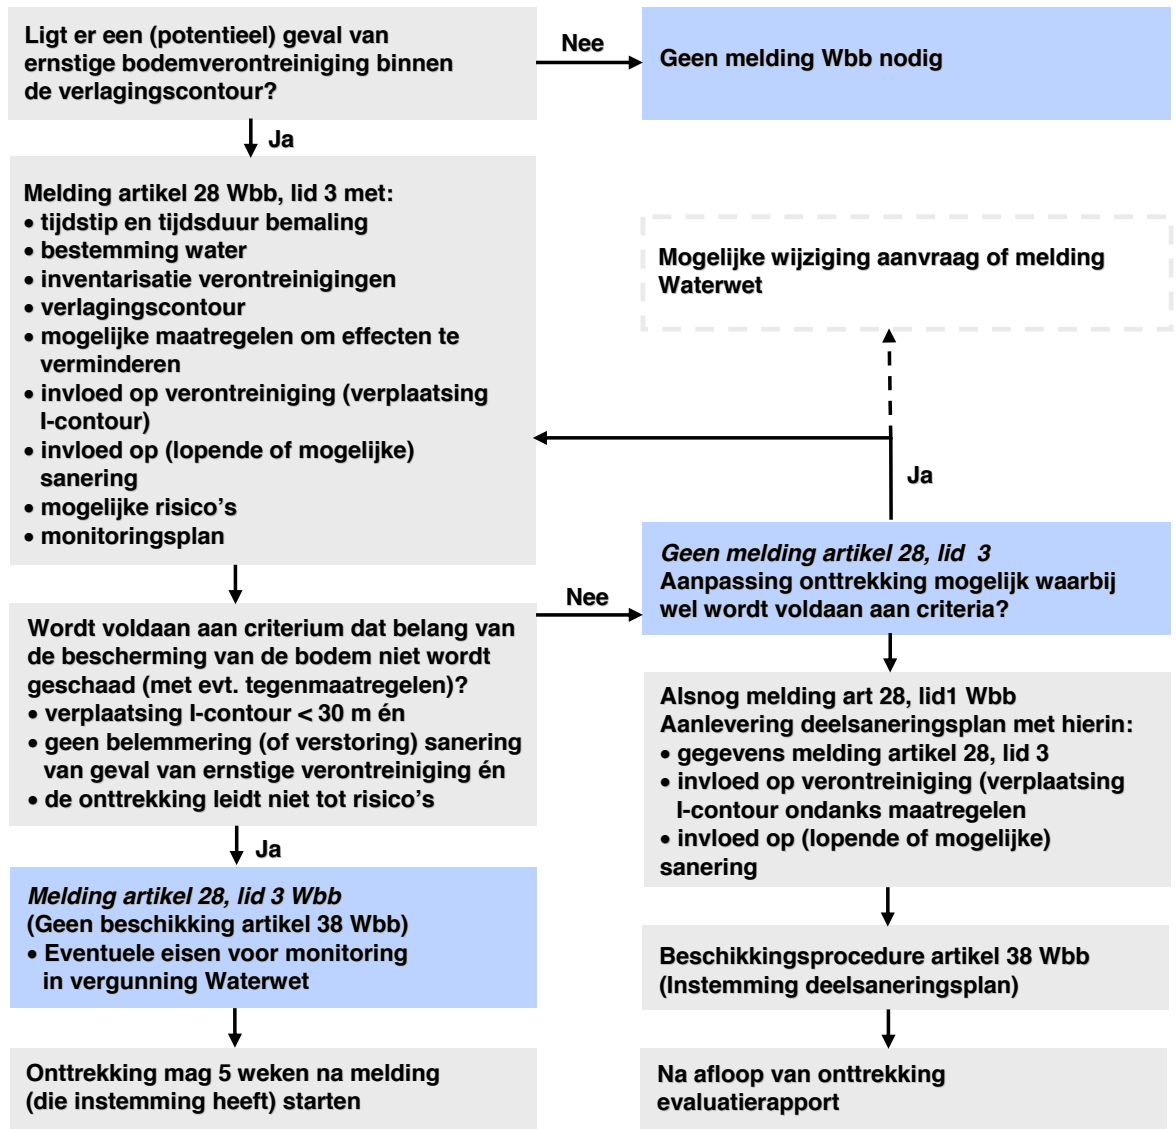 Ligt er een (potentieel) geval van
ernstige bodemverontreiniging binnen
de verlagingscontour?
Nee
Geen melding Wbb nodig
Ja
Melding artikel 28 Wbb, lid 3 met:
• tijdstip en tijdsduur bemaling
• bestemming water
• inventarisatie verontreinigingen
• verlagingscontour
• mogelijke maatregelen om effecten te
verminderen
• invloed op verontreiniging (verplaatsing
I-contour)
• invloed op (lopende of mogelijke)
sanering
• mogelijke risico's
• monitoringsplan
Mogelijke wijziging aanvraag of melding
Waterwet
Ja
Geen melding artikel 28, lid 3
Aanpassing onttrekking mogelijk waarbij
wel wordt voldaan aan criteria?
Nee
Wordt voldaan aan criterium dat belang van
de bescherming van de bodem niet wordt
geschaad (met evt. tegenmaatregelen)?
• verplaatsing I-contour < 30 m én
• geen belemmering (of verstoring) sanering
van geval van ernstige verontreiniging én
• de onttrekking leidt niet tot risico's
Ja
Alsnog melding art 28, lid1 Wbb
Aanlevering deelsaneringsplan met hierin:
• gegevens melding artikel 28, lid 3
• invloed op verontreiniging (verplaatsing
I-contour ondanks maatregelen
• invloed op (lopende of mogelijke)
sanering
Melding artikel 28, lid 3 Wbb
(Geen beschikking artikel 38 Wbb)
• Eventuele eisen voor monitoring
in vergunning Waterwet
Beschikkingsprocedure artikel 38 Wbb
(Instemming deelsaneringsplan)
Onttrekking mag 5 weken na melding
(die instemming heeft) starten
Na afloop van onttrekking
evaluatierapport